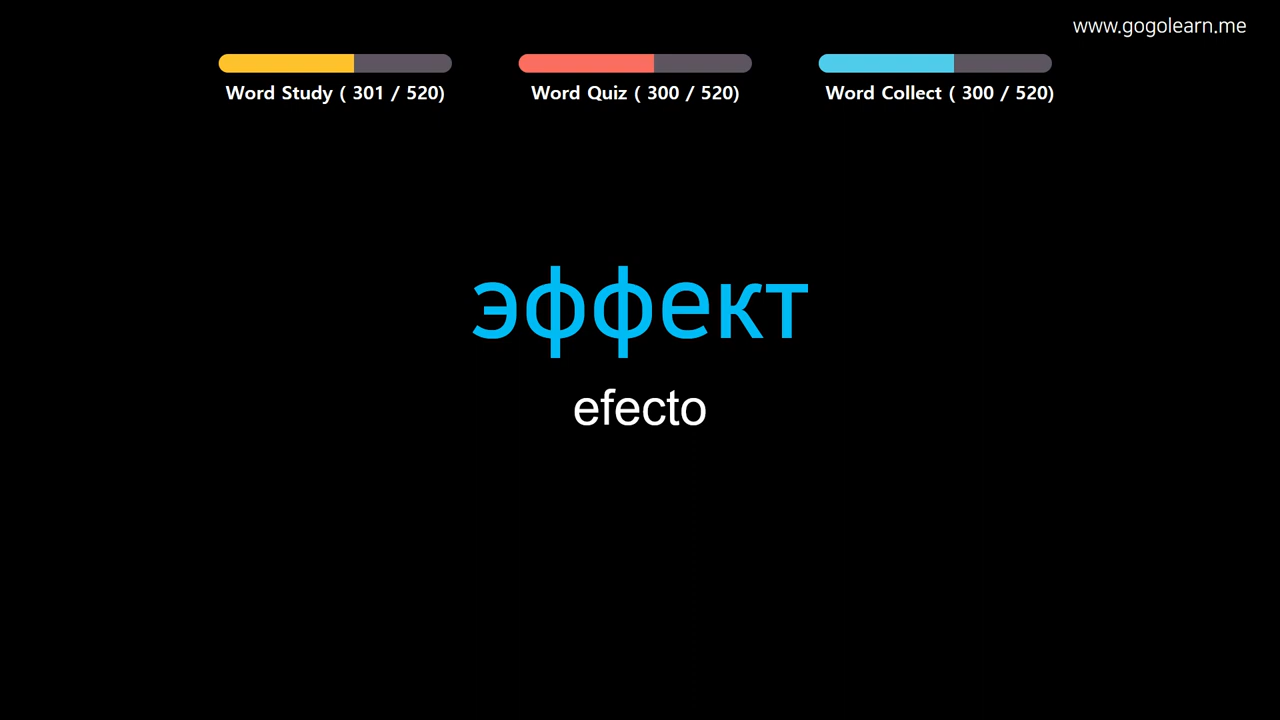 www.gogolearn.me
Word Study ( 301 / 520)
Word Quiz ( 300 / 520)
Word Collect ( 300 / 520)
эффект
efecto